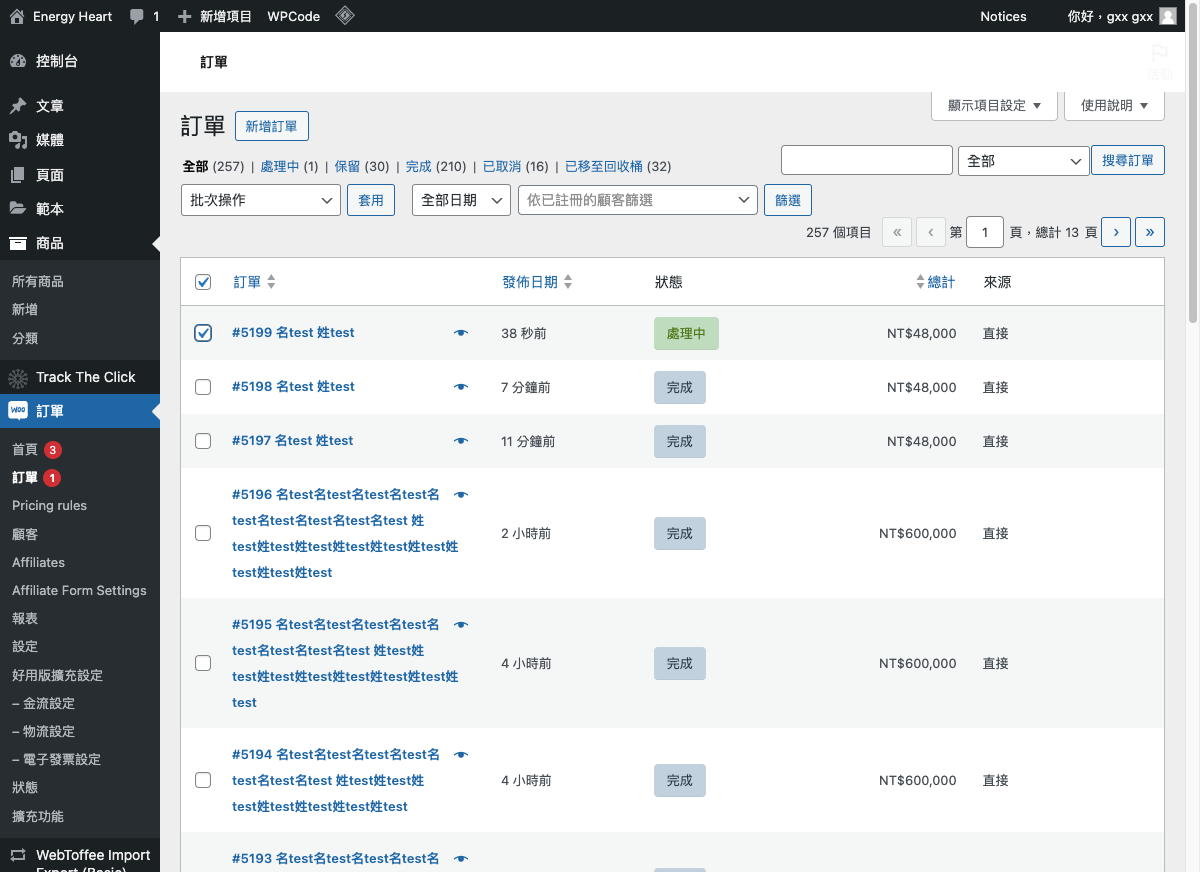 Energy Heart
1
新增項目
WPCode
Notices
你好，gxx gxx
控制台
文章
媒體
頁面
範本
商品
所有商品
新增
分類
Track The Click
訂單
首頁 3
訂單 1
Pricing rules
顧客
Affiliates
Affiliate Form Settings
報表
設定
好用版擴充設定
– 金流設定
– 物流設定
– 電子發票設定
狀態
擴充功能
WebToffee Import
Export (Basic)
訂單
活動
顯示項目設定 ▼
使用說明 ▼
訂單
新增訂單
全部 (257) | 處理中 (1) | 保留 (30) | 完成 (210) | 已取消 (16) | 已移至回收桶 (32)
全部
搜尋訂單
批次操作
套用
全部日期
依已註冊的顧客篩選
篩選
257 個項目 « ‹ 第 1 頁，總計 13 頁 › »
訂單 發佈日期 狀態 總計 來源
#5199 名test 姓test 38 秒前 處理中 NT$48,000 直接
#5198 名test 姓test 7 分鐘前 完成 NT$48,000 直接
#5197 名test 姓test 11 分鐘前 完成 NT$48,000 直接
#5196 名test名test名test名test名
test名test名test名test名test 姓
test姓test姓test姓test姓test姓test姓
test姓test姓test
2 小時前 完成 NT$600,000 直接
#5195 名test名test名test名test名
test名test名test名test 姓test姓
test姓test姓test姓test姓test姓test姓
test
4 小時前 完成 NT$600,000 直接
#5194 名test名test名test名test名
test名test名test 姓test姓test姓
test姓test姓test姓test姓test
4 小時前 完成 NT$600,000 直接
#5193 名test名test名test名test名